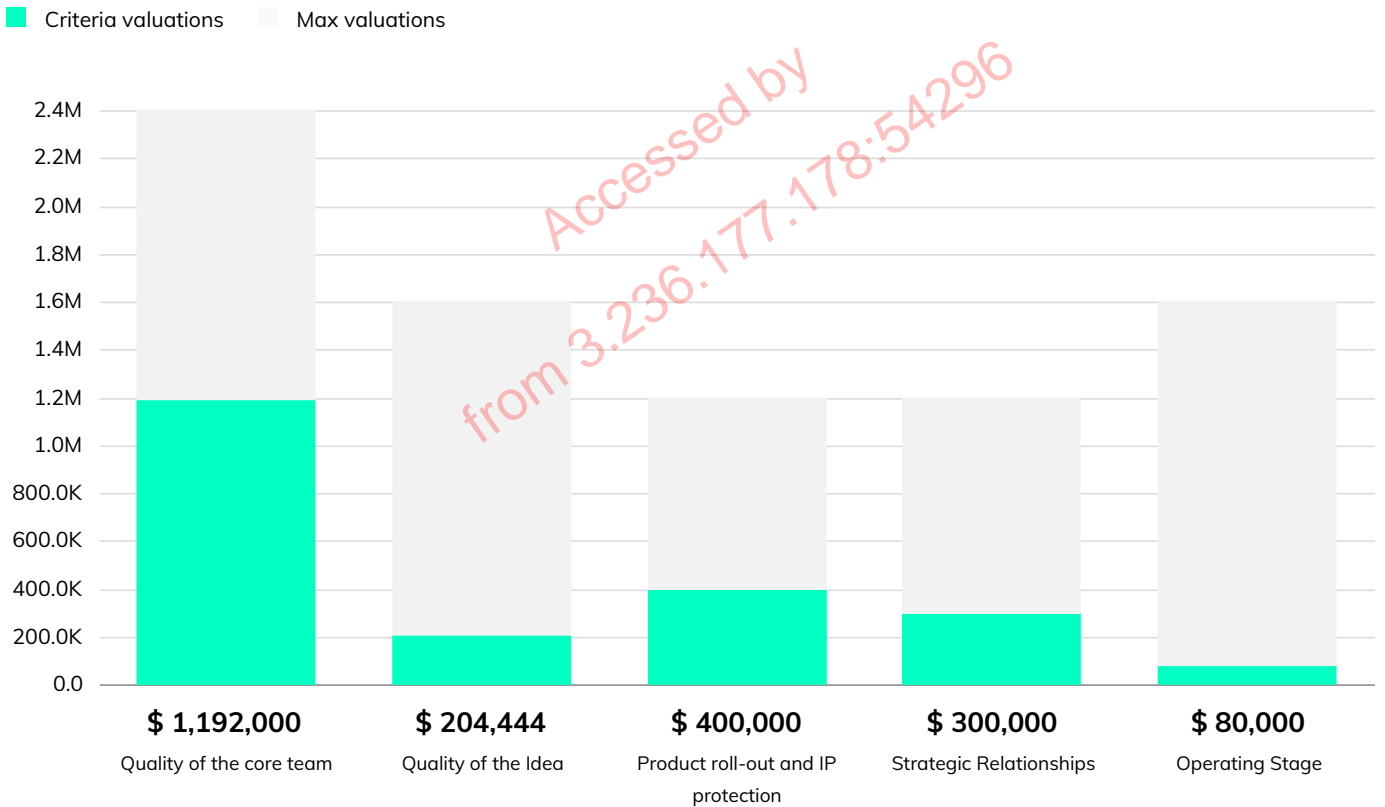 Criteria valuations Max valuations
Accessed by
from 3.236.177.178:54296
2.4M
2.2M
2.0M
1.8M
1.6M
1.4M
1.2M
1.0M
800.0K
600.0K
400.0K
200.0K
0.0
$ 1,192,000 $ 204,444 $ 400,000 $ 300,000 $ 80,000
Quality of the core team Quality of the Idea Product roll-out and IP Strategic Relationships Operating Stage
protection